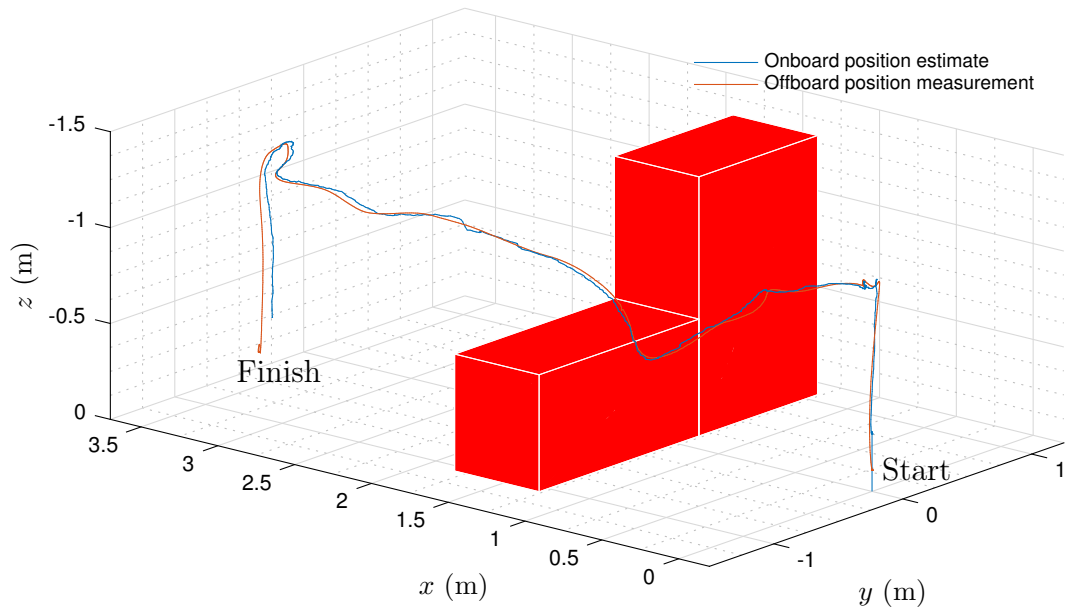 Onboard position estimate
Offboard position measurement
-1.5
-1
-0.5
0
z (m)
Finish
Start
3.5
3
2.5
2
1.5
1
0.5
0
x (m)
-1
0
1
y (m)